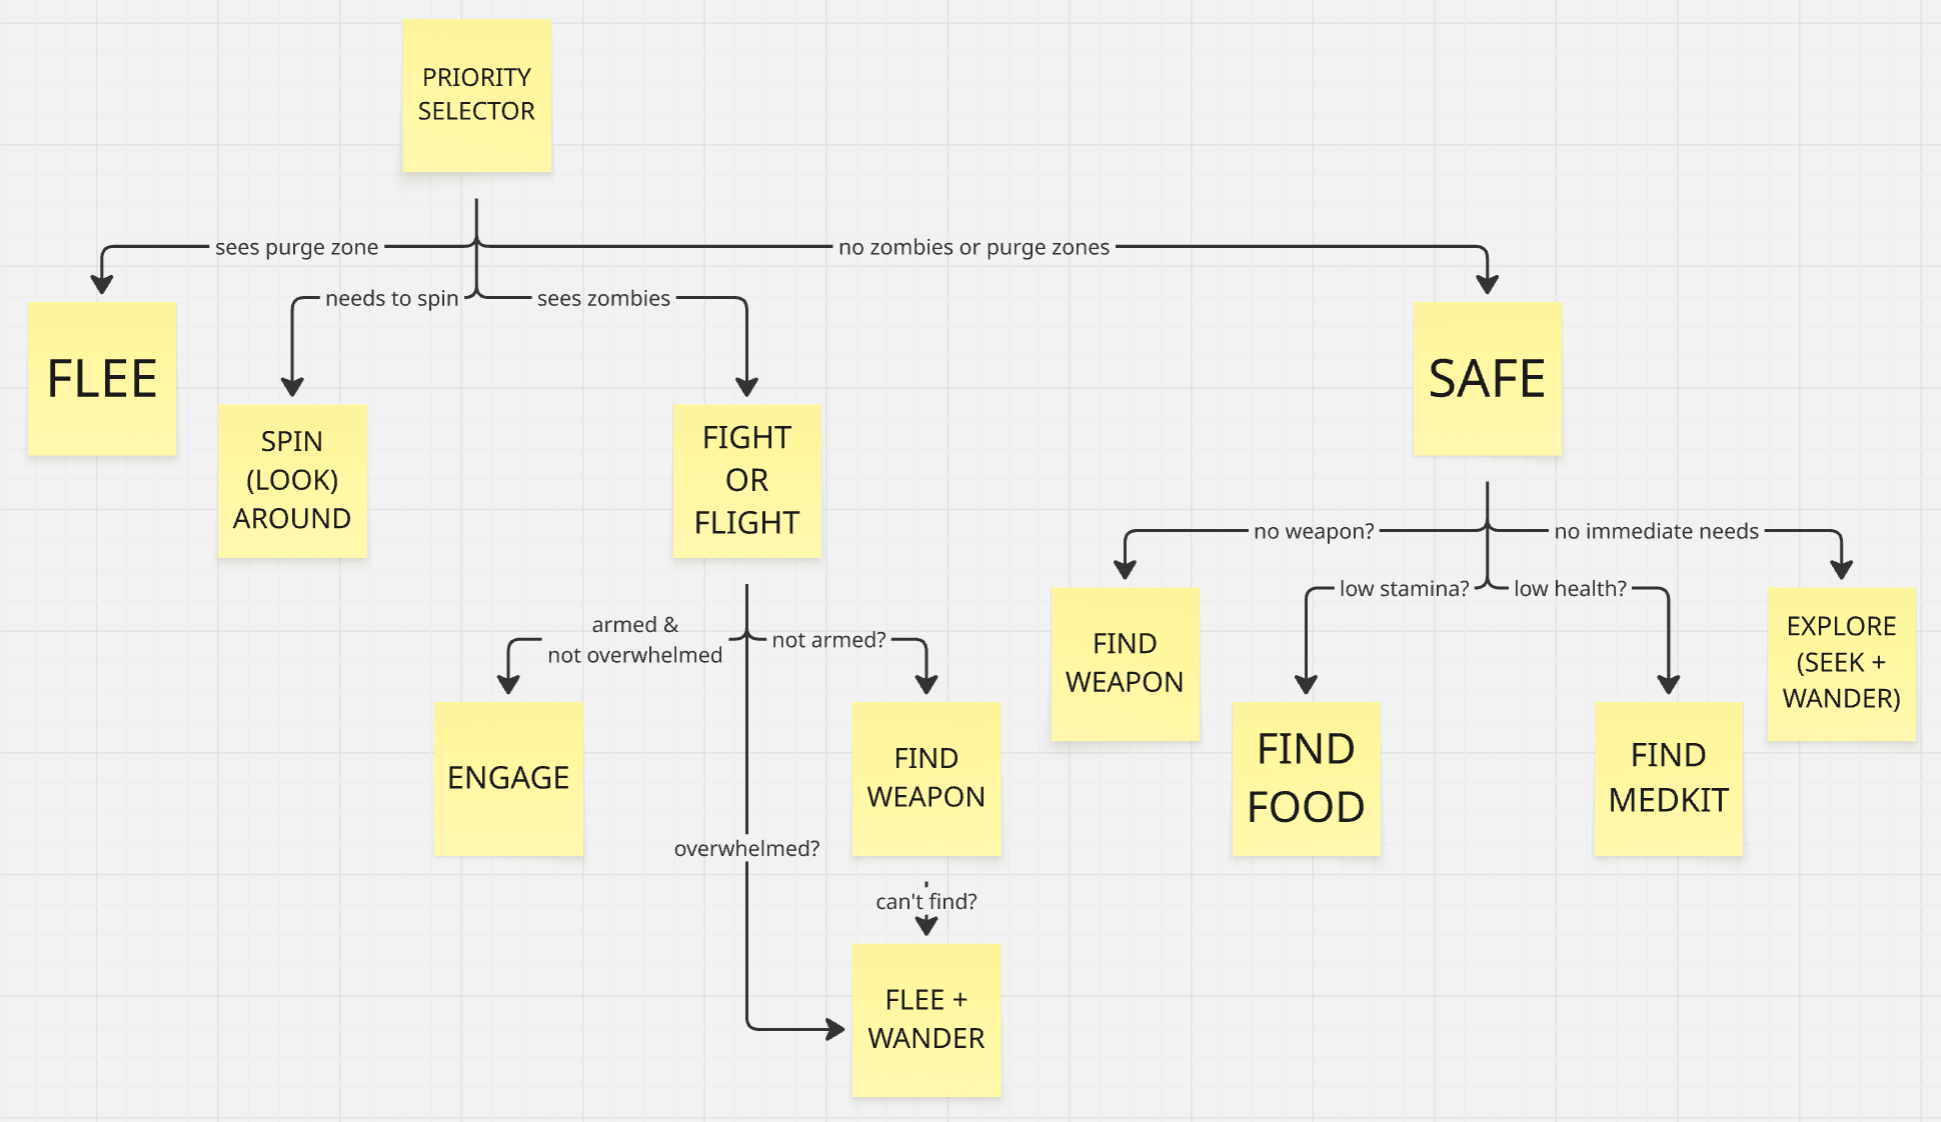 PRIORITY
SELECTOR
sees purge zone
no zombies or purge zones
needs to spin
sees zombies
FLEE
SPIN
(LOOK)
AROUND
FIGHT
OR
FLIGHT
SAFE
no weapon?
no immediate needs
low stamina?
low health?
armed &
not overwhelmed
not armed?
overwhelmed?
ENGAGE
FIND
WEAPON
can't find?
FLEE +
WANDER
FIND
WEAPON
FIND
FOOD
FIND
MEDKIT
EXPLORE
(SEEK +
WANDER)